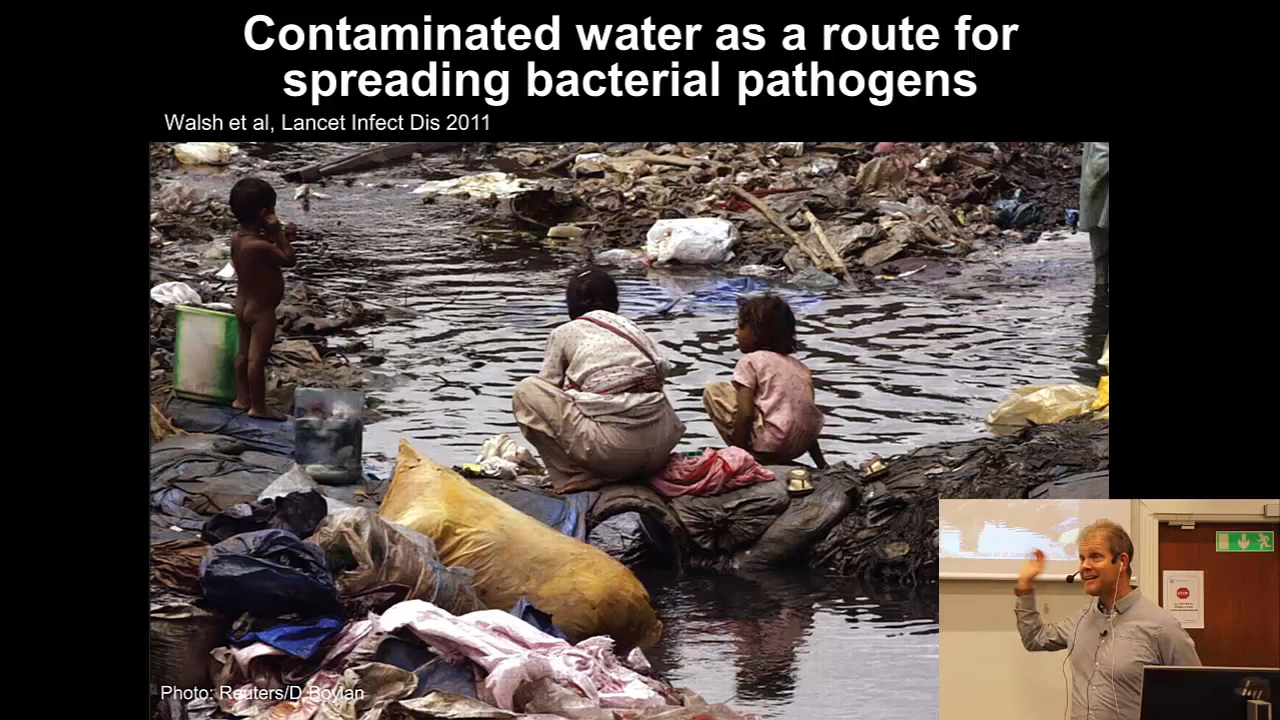 Contaminated water as a route for
spreading bacterial pathogens
Walsh et al, Lancet Infect Dis 2011
Photo: Reuters/D Boylan